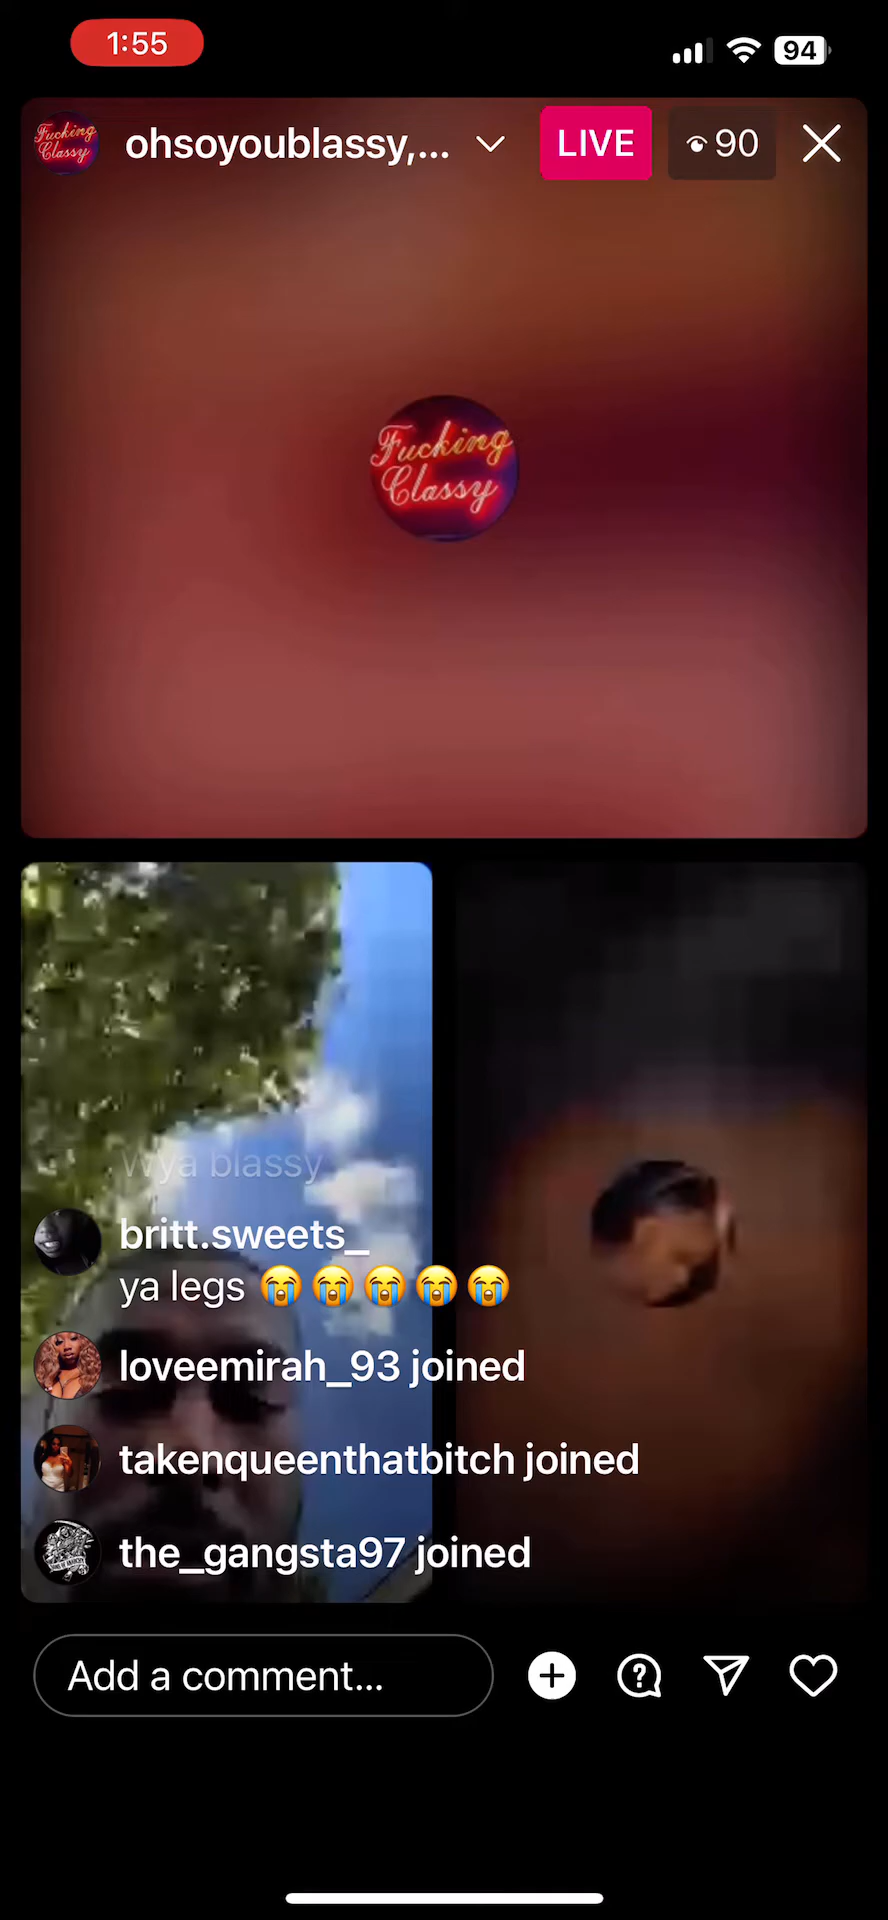 1:55
94
Fucking
Classy
ohsoyoublassy,...
LIVE
90
Fucking
Classy
Wya blassy
britt.sweets_
ya legs 😭😭😭😭😭
loveemirah_93 joined
takenqueenthatbitch joined
the_gangsta97 joined
Add a comment...